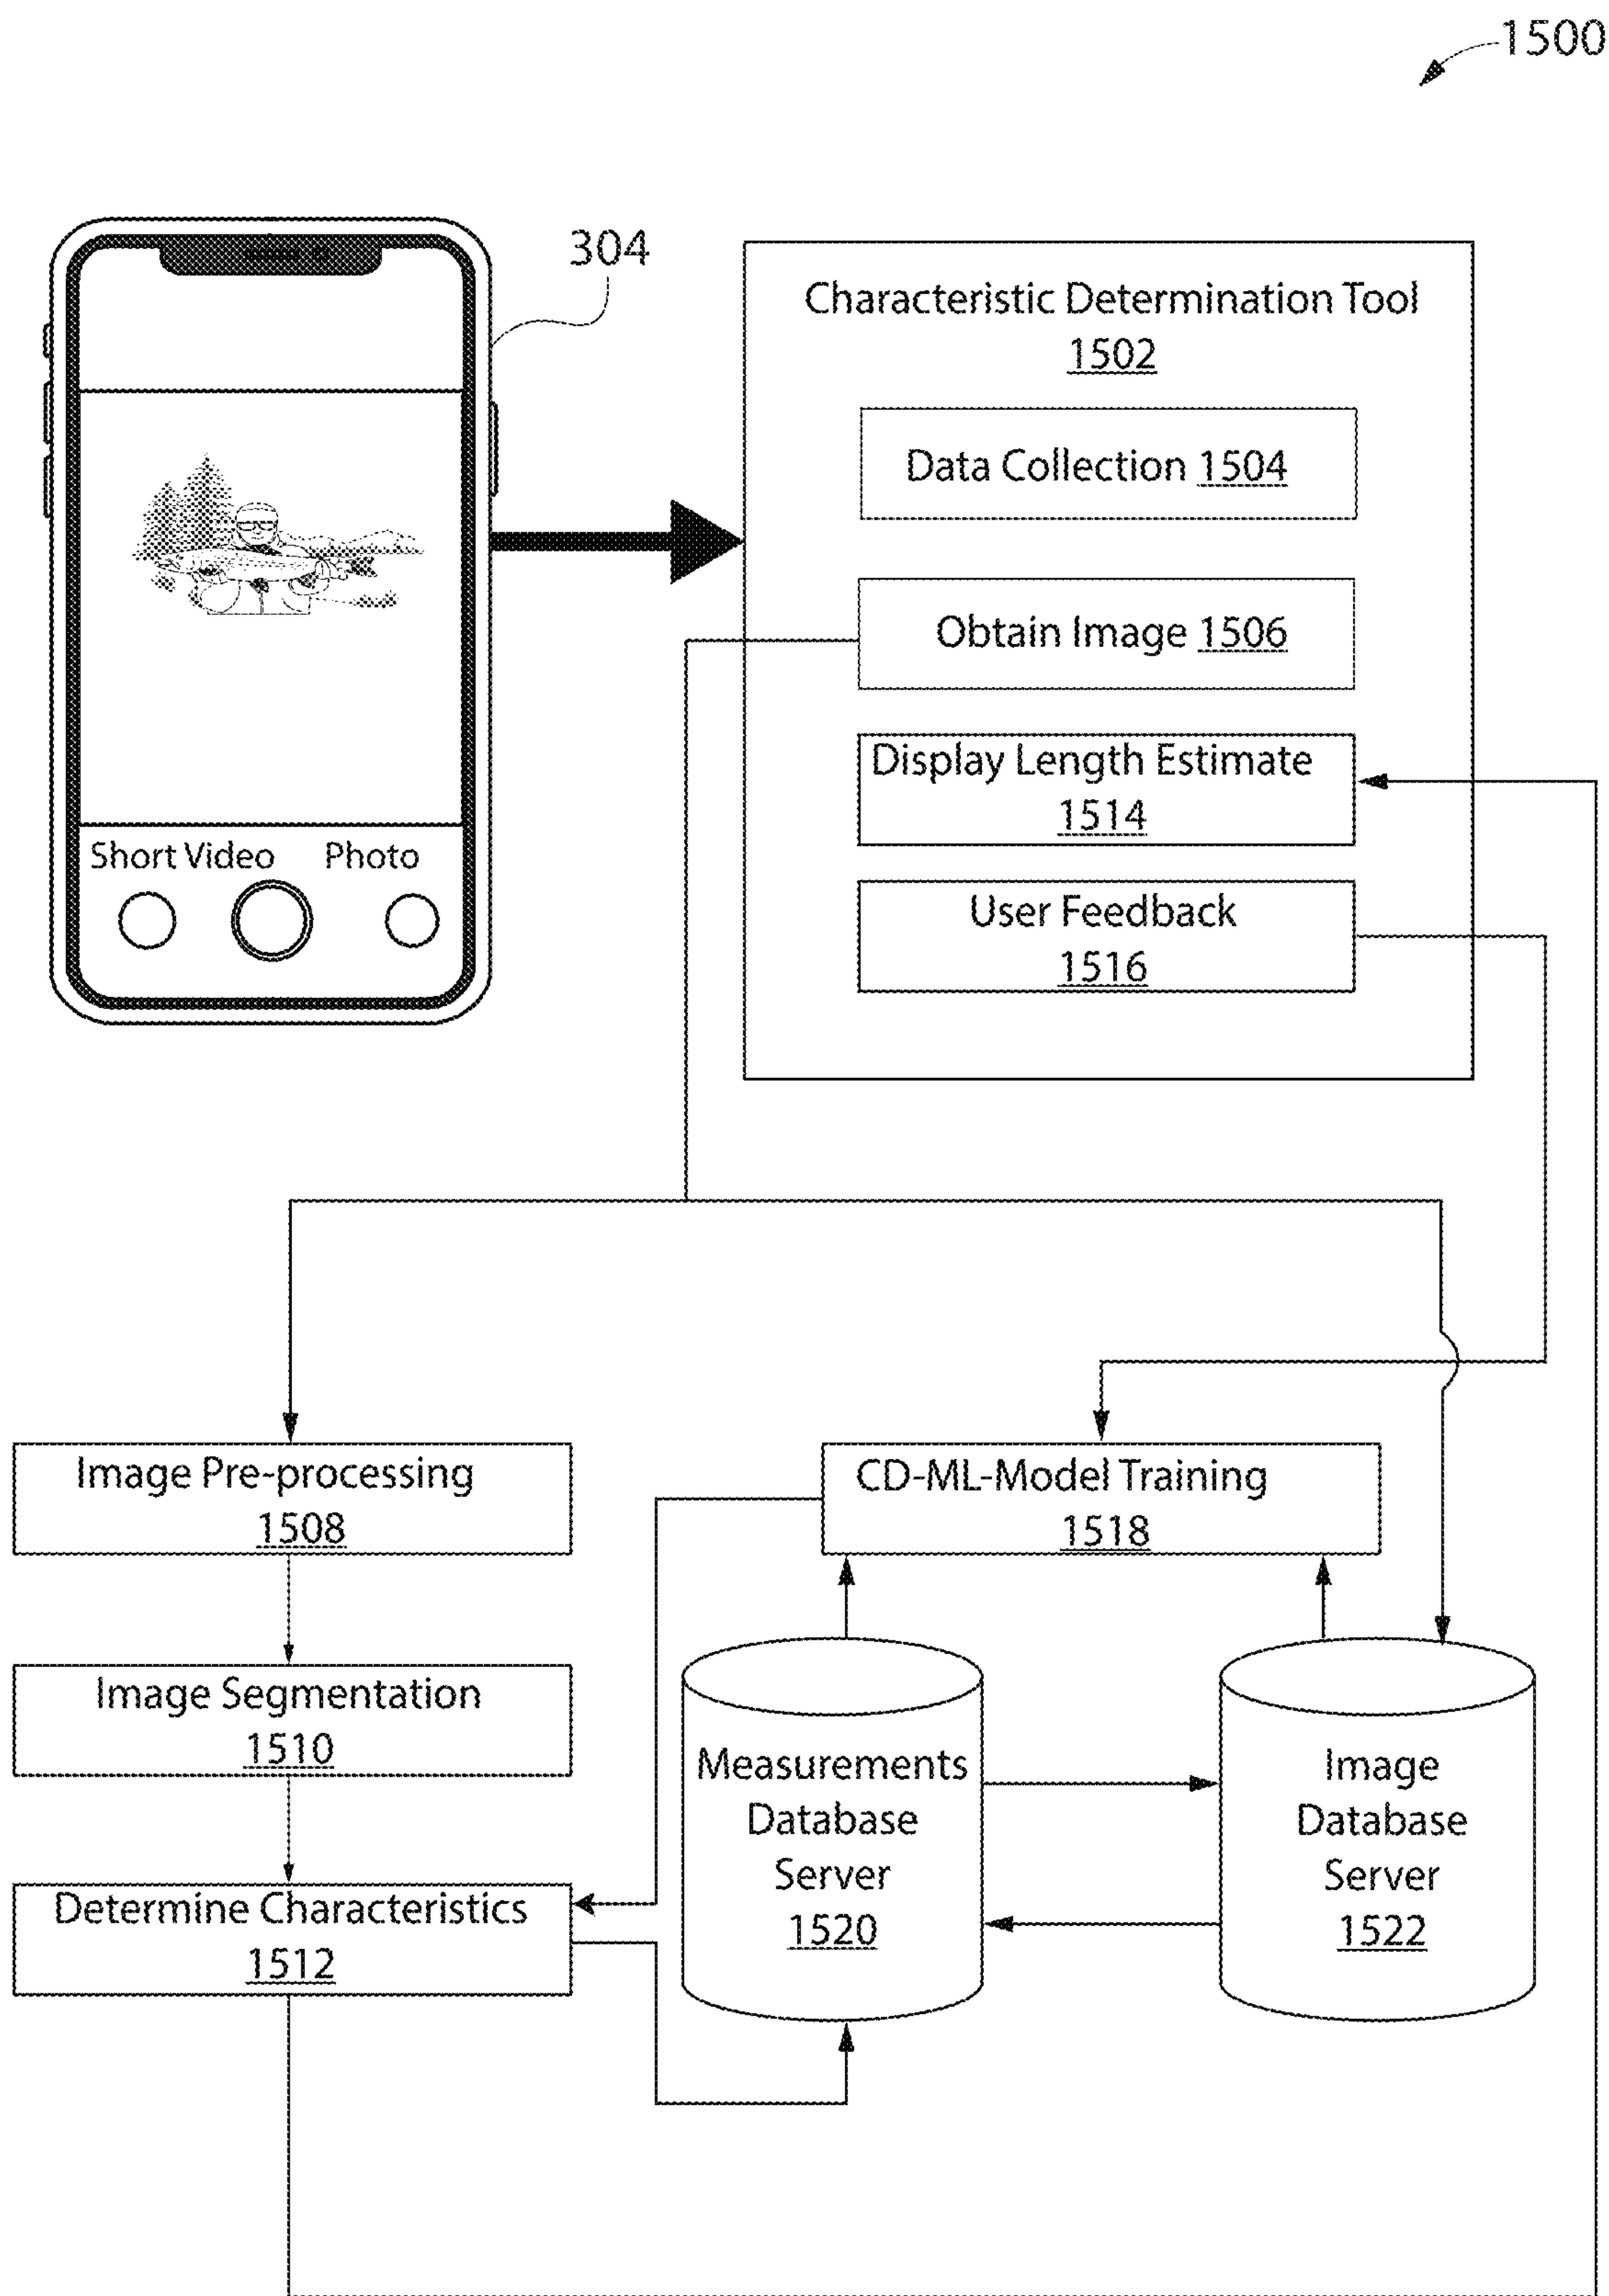 1500
304
Characteristic Determination Tool
1502
Data Collection 1504
Obtain Image 1506
Display Length Estimate
1514
User Feedback
1516
Short Video Photo
Image Pre-processing
1508
CD-ML-Model Training
1518
Image Segmentation
1510
Determine Characteristics
1512
Measurements
Database
Server
1520
Image
Database
Server
1522